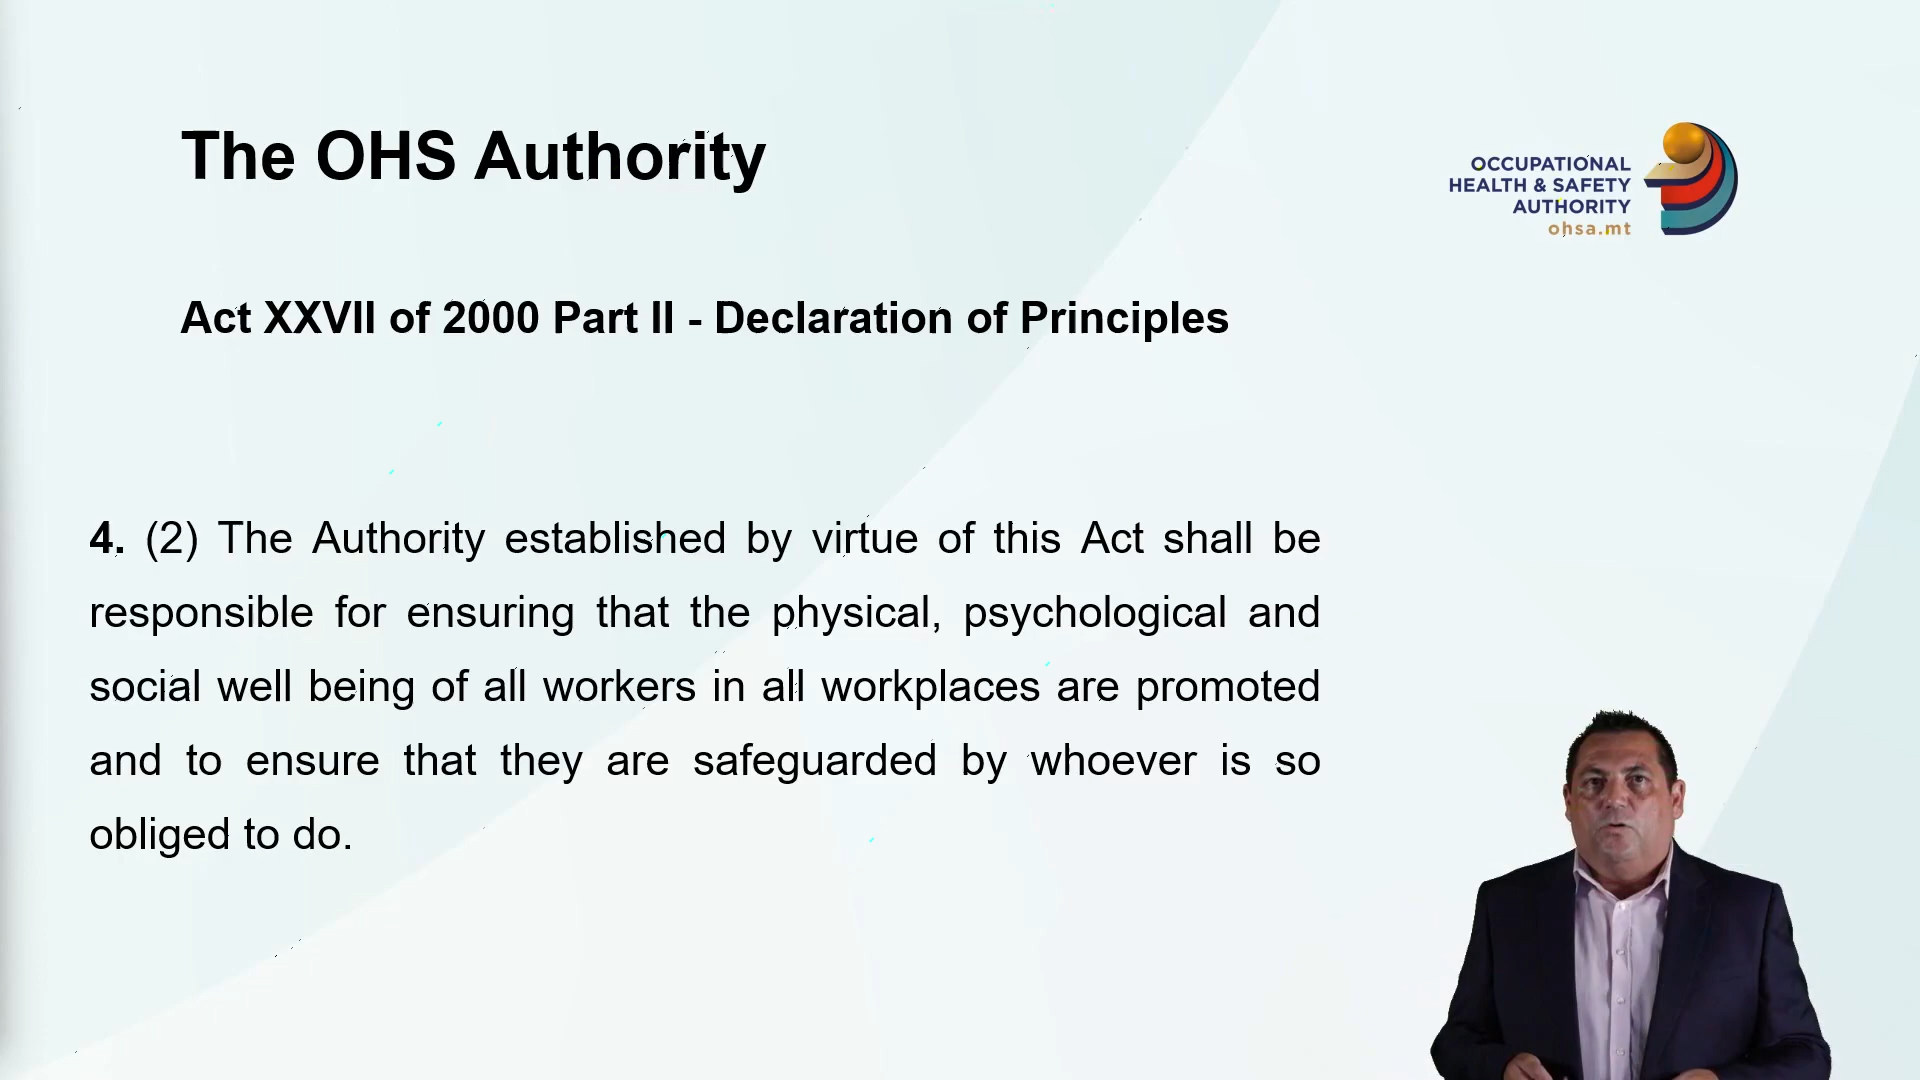 The OHS Authority
OCCUPATIONAL
HEALTH & SAFETY
AUTHORITY
ohsa.mt
Act XXVII of 2000 Part II - Declaration of Principles
4. (2) The Authority established by virtue of this Act shall be
responsible for ensuring that the physical, psychological and
social well being of all workers in all workplaces are promoted
and to ensure that they are safeguarded by whoever is so
obliged to do.